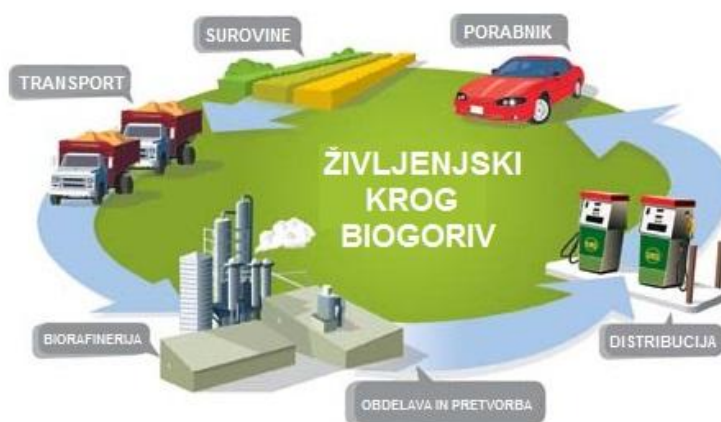 SUROVINE
PORABNIK
TRANSPORT
ŽIVLJENJSKI
KROG
BIOGORIV
BIORAFINERIJA
DISTRIBUCIJA
OBDELAVA IN PRETVORBA